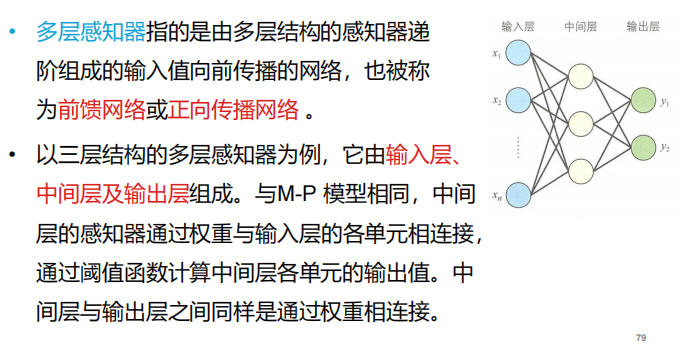 • 多层感知器指的是由多层结构的感知器递
阶组成的输入值向前传播的网络，也被称
为前馈网络或正向传播网络 。
• 以三层结构的多层感知器为例，它由输入层、
中间层及输出层组成。与M-P 模型相同，中间
层的感知器通过权重与输入层的各单元相连接，
通过阈值函数计算中间层各单元的输出值。中
间层与输出层之间同样是通过权重相连接。
输入层 中间层 输出层
x1
x2
xn
y1
y2
79